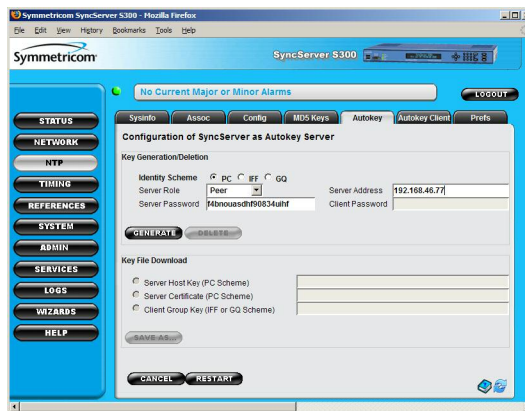 Symmetricom SyncServer S300 - Mozilla Firefox
File Edit View History Bookmarks Tools Help
Symmetricom
SyncServer S300
No Current Major or Minor Alarms
LOGOUT
STATUS
NETWORK
NTP
TIMING
REFERENCES
SYSTEM
ADMIN
SERVICES
LOGS
WIZARDS
HELP
Sysinfo Assoc Config MD5 Keys Autokey Autokey Client Prefs
Configuration of SyncServer as Autokey Server
Key Generation/Deletion
Identity Scheme PC IFF GQ
Server Role Peer Server Address 192.168.46.77
Server Password f4bnouasdhf90834uihf Client Password
GENERATE DELETE
Key File Download
Server Host Key (PC Scheme)
Server Certificate (PC Scheme)
Client Group Key (IFF or GQ Scheme)
SAVE AS...
CANCEL RESTART